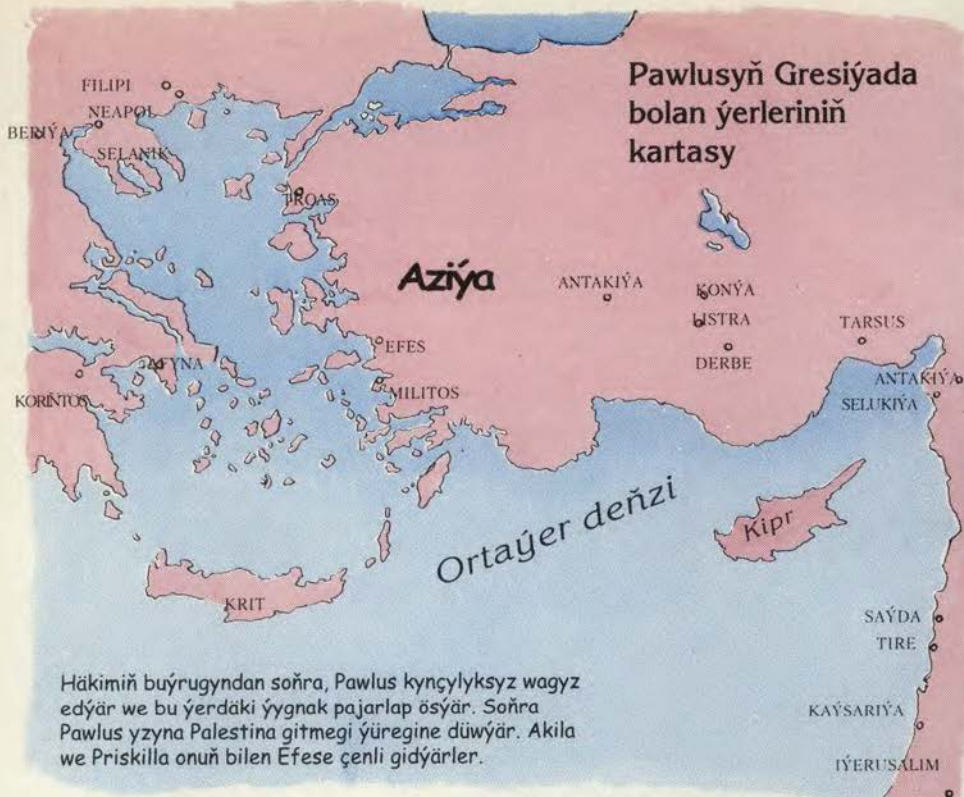 Pawlusyň Gresiýada
bolan ýerleriniň
kartasy
FILIPI
NEAPOL
BERIÝA
SELANIK
TROAS
Aziýa
ANTAKIÝA
KONÝA
LISTRA
DERBE
TARSUS
EFES
AFYNA
KORINTOS
MILITOS
ANTAKIÝA
SELUKIÝA
Ortaýer deňzi
Kipr
KRIT
SAÝDA
TIRE
KAÝSARIÝA
IÝERUSALIM
Häkimiň buýrugyndan soňra, Pawlus kynçylyksyz wagyz
edýär we bu ýerdäki ýygnak pajarlap ösýär. Soňra
Pawlus yzyna Palestina gitmegi ýüregine düwýär. Akila
we Priskilla onuň bilen Efese çenli gidýärler.